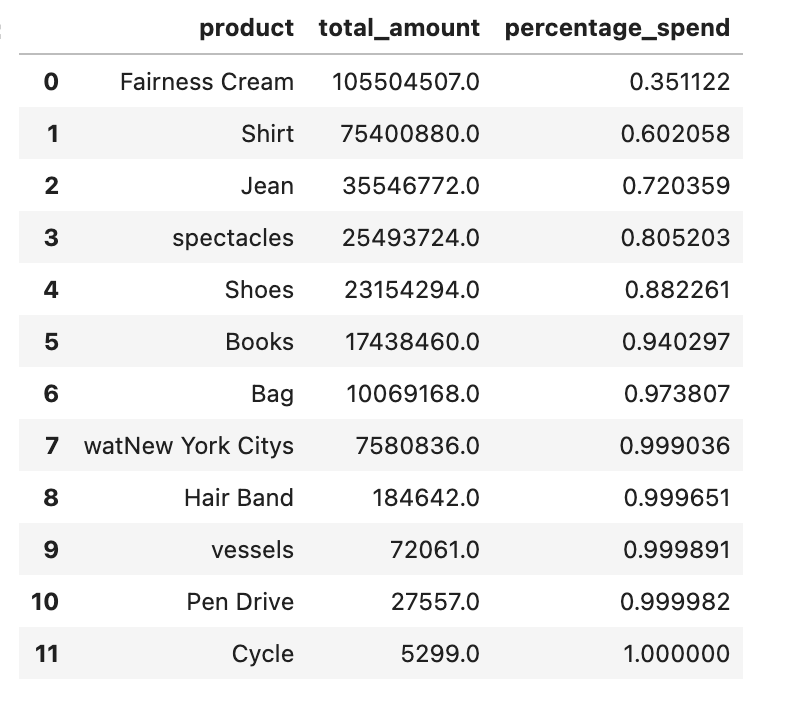 product total_amount percentage_spend
0 Fairness Cream 105504507.0 0.351122
1 Shirt 75400880.0 0.602058
2 Jean 35546772.0 0.720359
3 spectacles 25493724.0 0.805203
4 Shoes 23154294.0 0.882261
5 Books 17438460.0 0.940297
6 Bag 10069168.0 0.973807
7 watNew York Citys 7580836.0 0.999036
8 Hair Band 184642.0 0.999651
9 vessels 72061.0 0.999891
10 Pen Drive 27557.0 0.999982
11 Cycle 5299.0 1.000000